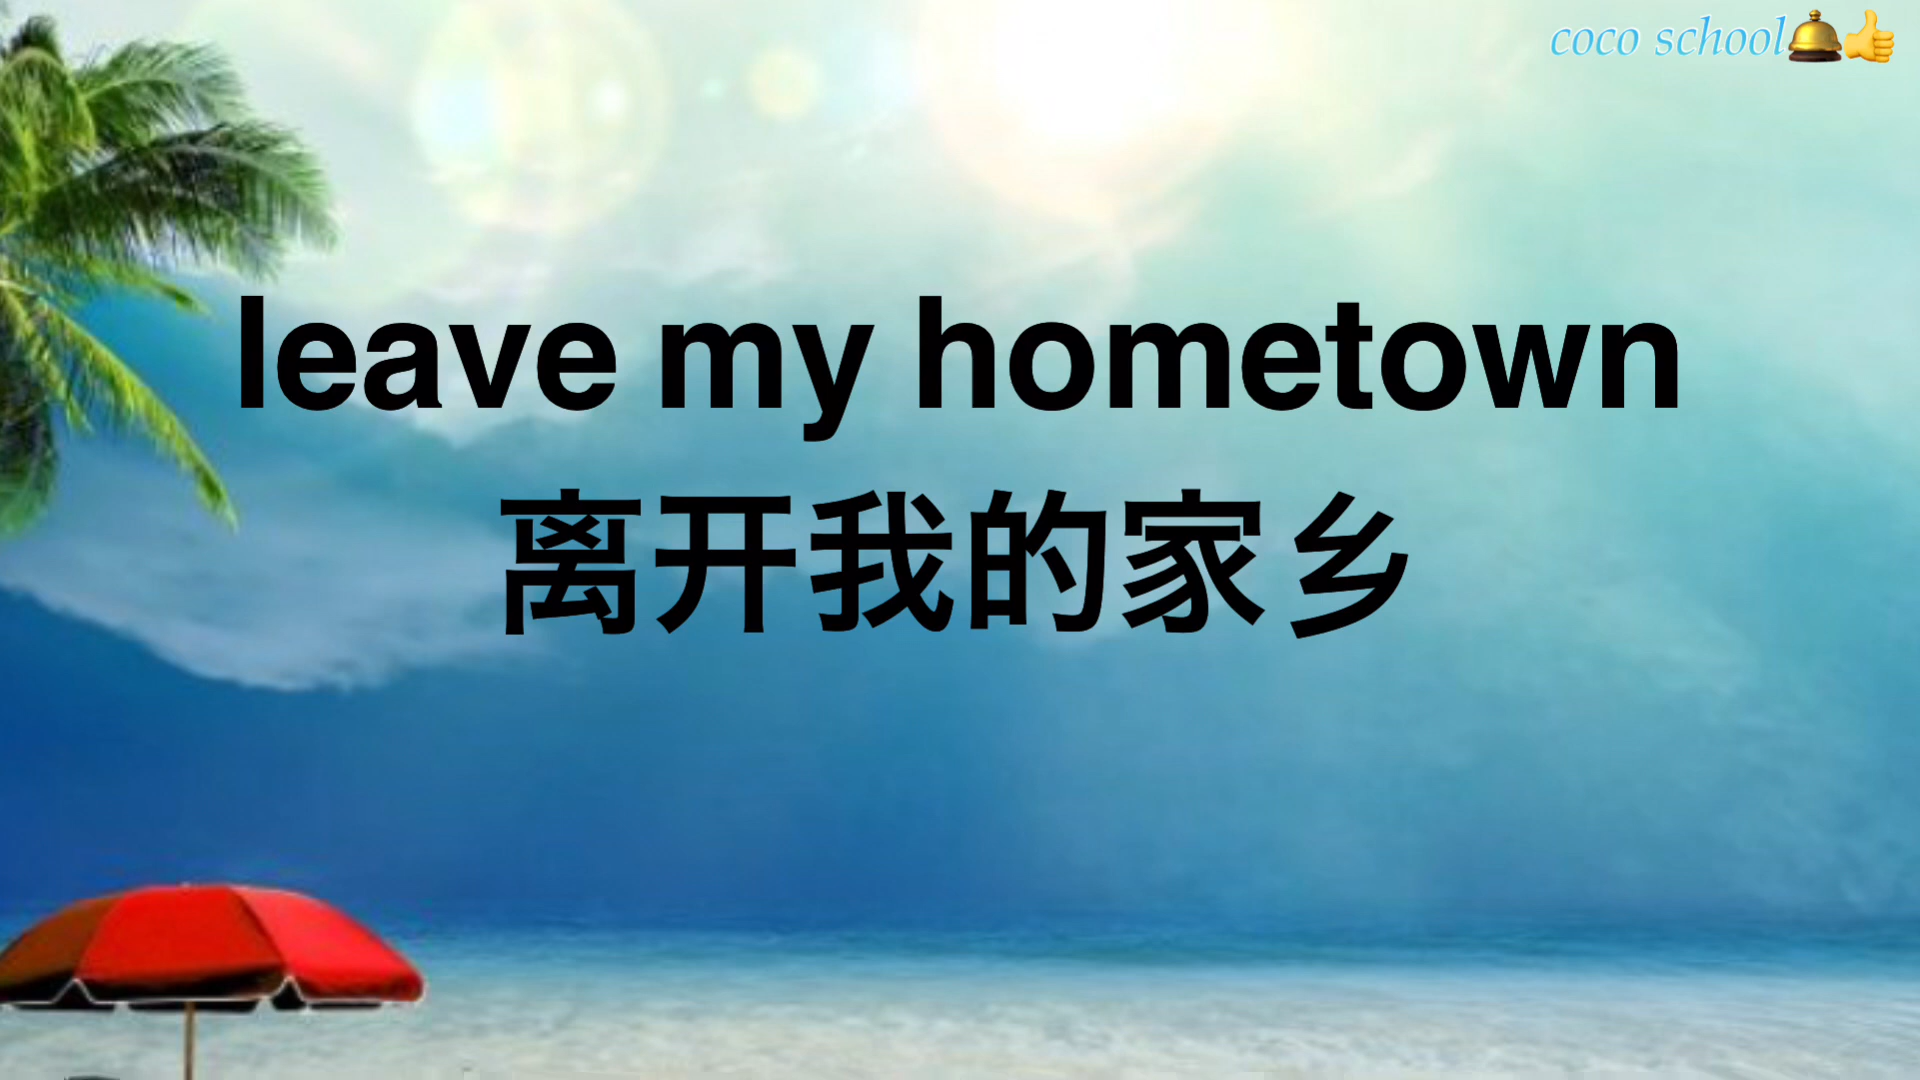 coco school🛎👍
leave my hometown
离开我的家乡